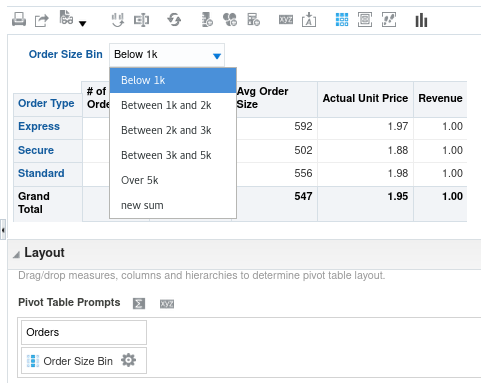 XYZ
Order Size Bin Below 1k
Below 1k
Between 1k and 2k
Between 2k and 3k
Between 3k and 5k
Over 5k
new sum
# of
Orde
Avg Order
Size
Actual Unit Price Revenue
Order Type
Express 592 1.97 1.00
Secure 502 1.88 1.00
Standard 556 1.98 1.00
Grand
Total 547 1.95 1.00
Layout
Drag/drop measures, columns and hierarchies to determine pivot table layout.
Pivot Table Prompts Σ XYZ
Orders
Order Size Bin